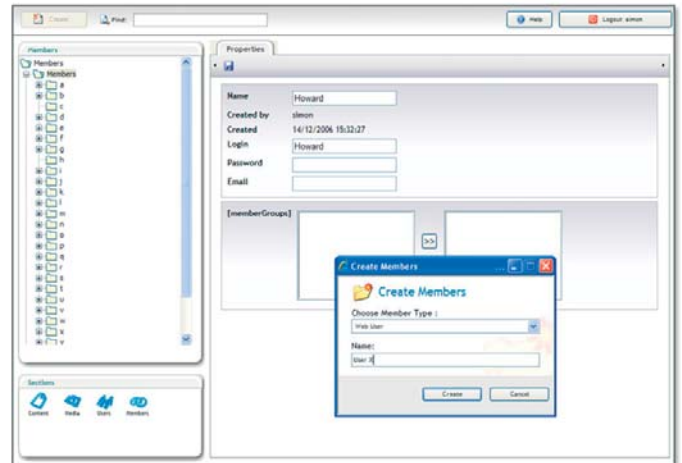 Create
Find:
Help
Logout simon
Members
Members
Members
a
b
c
d
e
f
g
h
i
j
k
l
m
n
o
p
q
r
s
t
u
v
w
x
y
Sections
Content Media Users Members
Properties
Name Howard
Created by simon
Created 14/12/2006 15:32:27
Login Howard
Password
Email
[memberGroups]
>>
Create Members
Create Members
Choose Member Type :
Web User
Name:
User X
Create Cancel